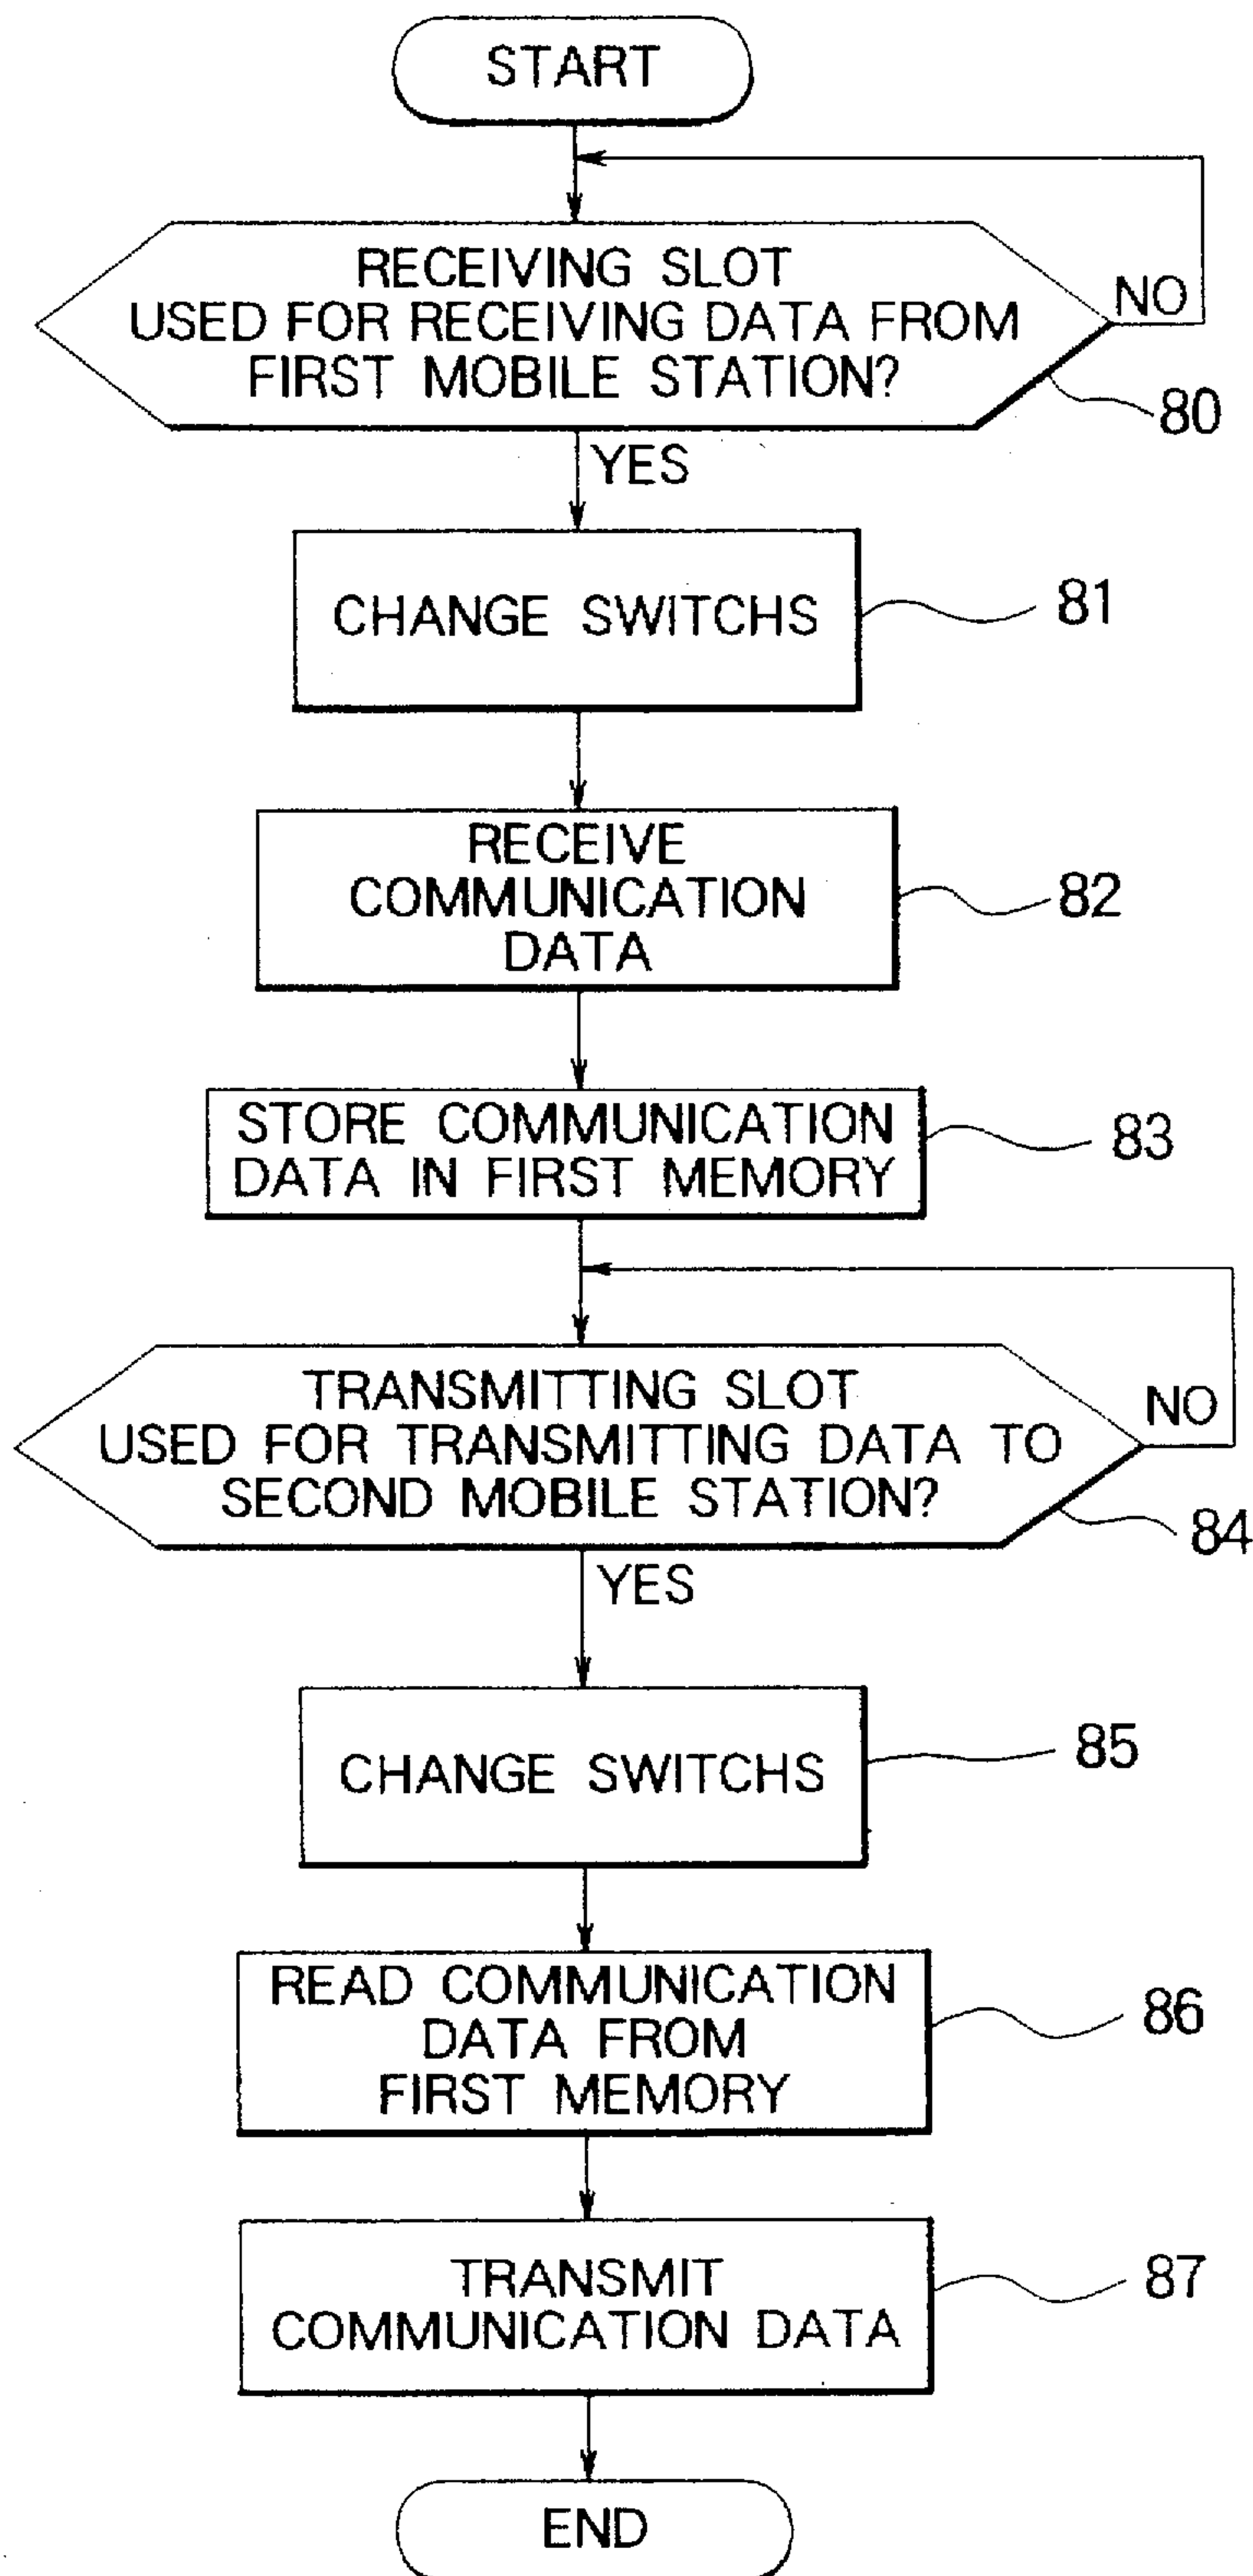 START
RECEIVING SLOT
USED FOR RECEIVING DATA FROM
FIRST MOBILE STATION?
NO
80
YES
CHANGE SWITCHS
81
RECEIVE
COMMUNICATION
DATA
82
STORE COMMUNICATION
DATA IN FIRST MEMORY
83
TRANSMITTING SLOT
USED FOR TRANSMITTING DATA TO
SECOND MOBILE STATION?
NO
84
YES
CHANGE SWITCHS
85
READ COMMUNICATION
DATA FROM
FIRST MEMORY
86
TRANSMIT
COMMUNICATION DATA
87
END